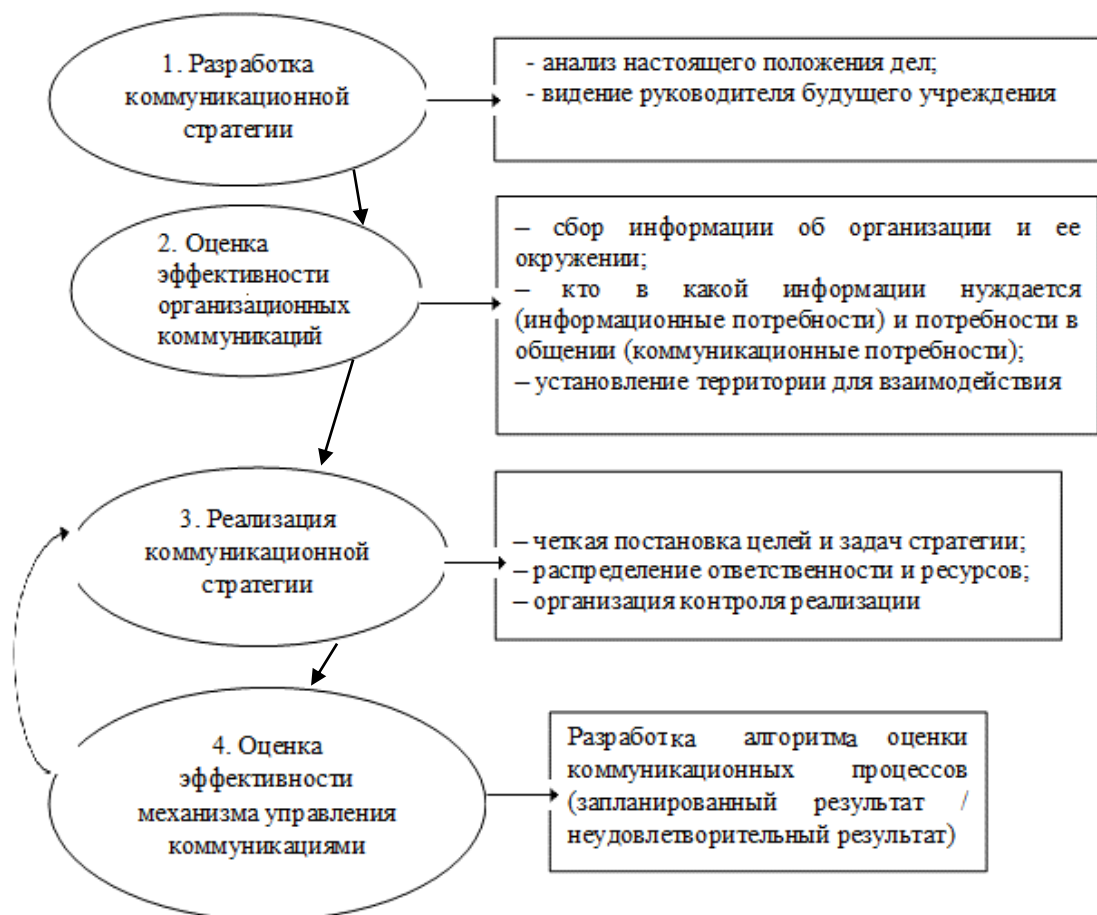 1. Разработка
коммуникационной
стратегии
- анализ настоящего положения дел;
- видение руководителя будущего учреждения
2. Оценка
эффективности
организационных
коммуникаций
– сбор информации об организации и ее
окружении;
– кто в какой информации нуждается
(информационные потребности) и потребности в
общении (коммуникационные потребности);
– установление территории для взаимодействия
3. Реализация
коммуникационной
стратегии
– четкая постановка целей и задач стратегии;
– распределение ответственности и ресурсов;
– организация контроля реализации
4. Оценка
эффективности
механизма управления
коммуникациями
Разработка алгоритма оценки
коммуникационных процессов
(запланированный результат /
неудовлетворительный результат)